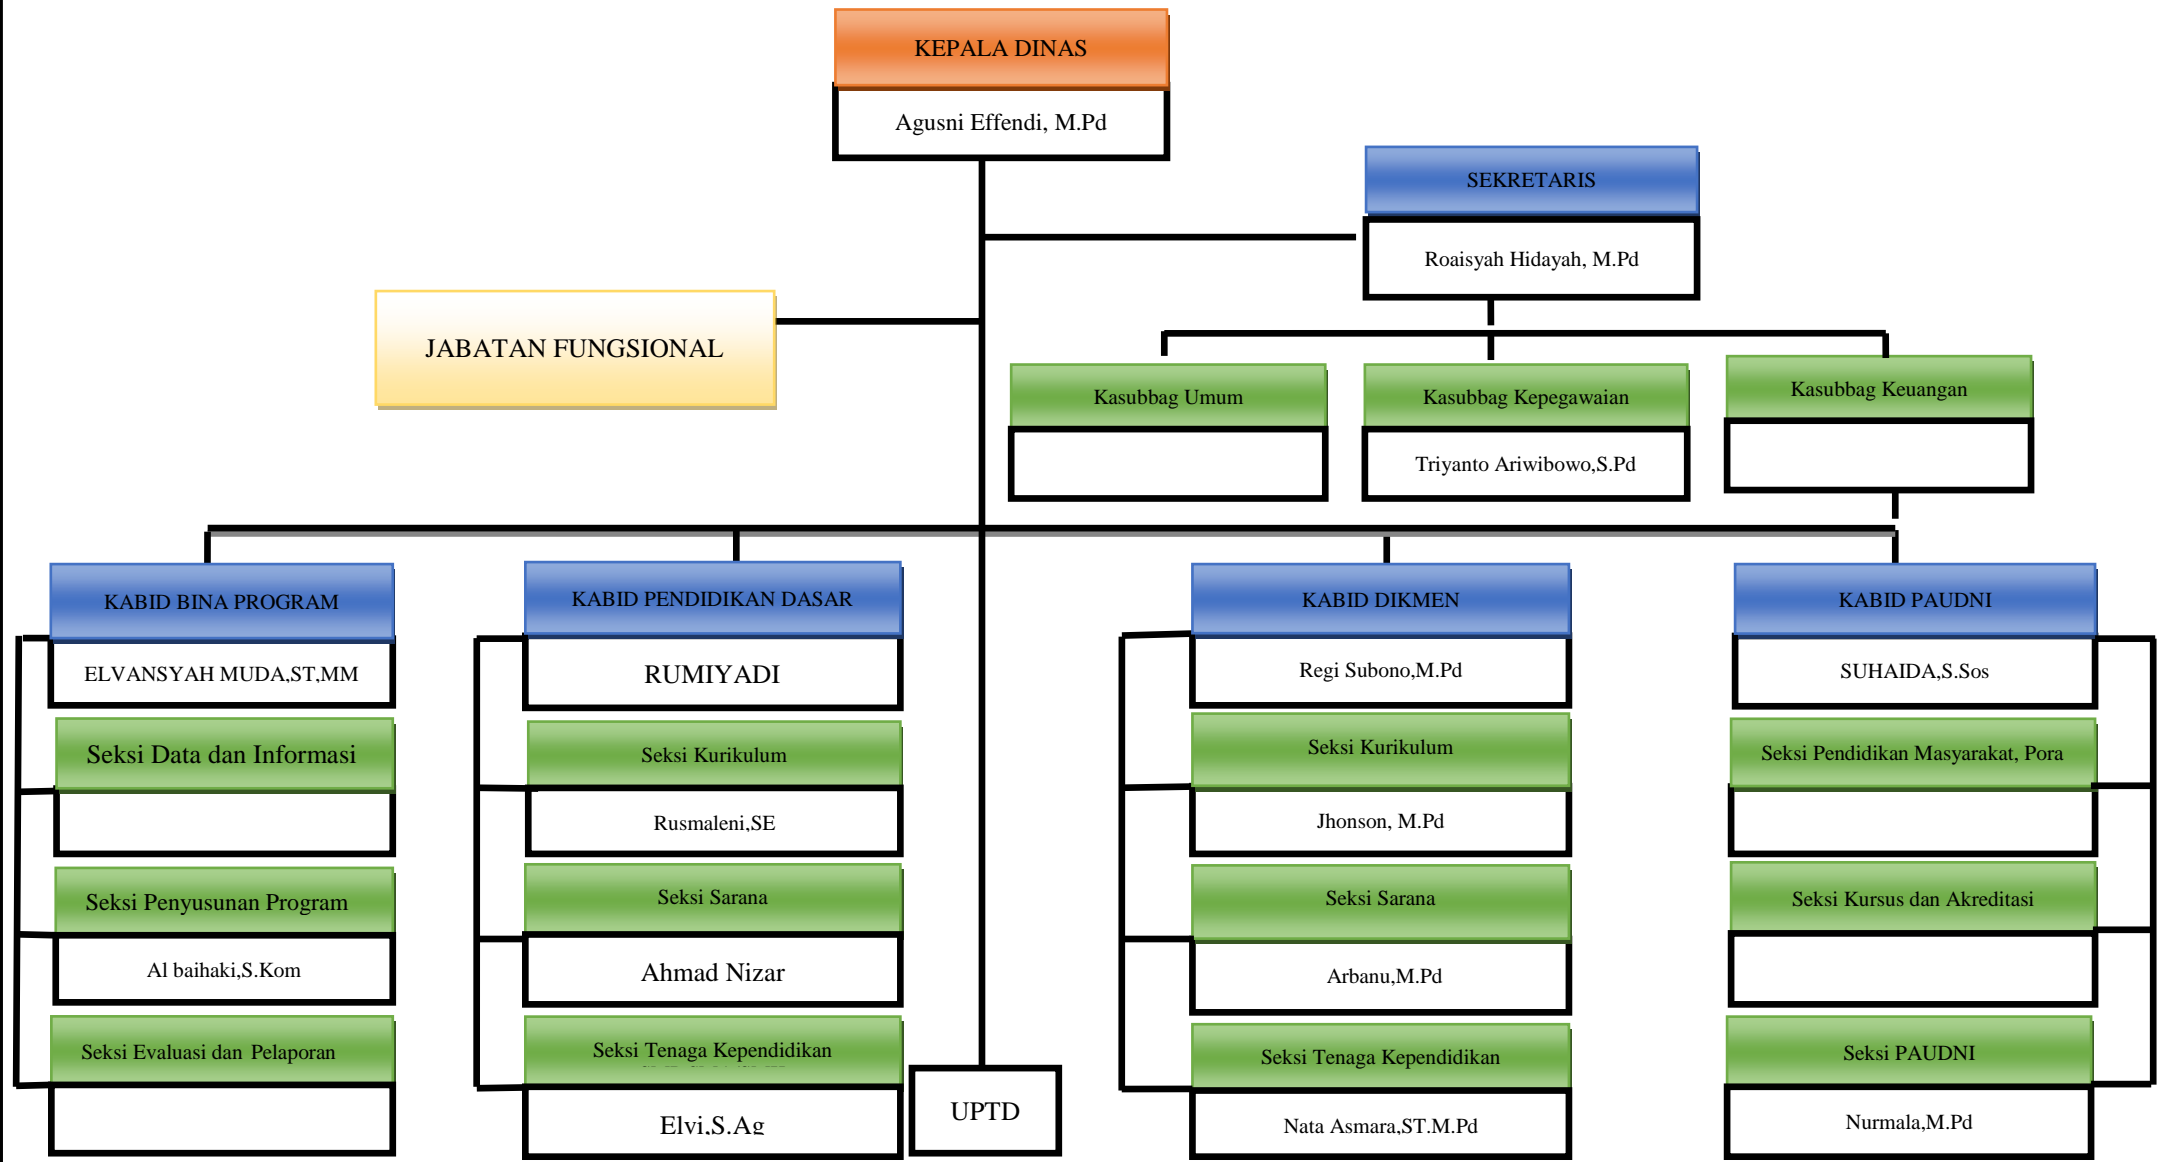 KEPALA DINAS
Agusni Effendi, M.Pd
SEKRETARIS
Roaisyah Hidayah, M.Pd
JABATAN FUNGSIONAL
Kasubbag Umum
Kasubbag Kepegawaian
Triyanto Ariwibowo,S.Pd
Kasubbag Keuangan
KABID BINA PROGRAM
ELVANSYAH MUDA,ST,MM
Seksi Data dan Informasi
Seksi Penyusunan Program
Al baihaki,S.Kom
Seksi Evaluasi dan Pelaporan
KABID PENDIDIKAN DASAR
RUMIYADI
Seksi Kurikulum
Rusmaleni,SE
Seksi Sarana
Ahmad Nizar
Seksi Tenaga Kependidikan
Elvi,S.Ag
UPTD
KABID DIKMEN
Regi Subono,M.Pd
Seksi Kurikulum
Jhonson, M.Pd
Seksi Sarana
Arbanu,M.Pd
Seksi Tenaga Kependidikan
Nata Asmara,ST.M.Pd
KABID PAUDNI
SUHAIDA,S.Sos
Seksi Pendidikan Masyarakat, Pora
Seksi Kursus dan Akreditasi
Seksi PAUDNI
Nurmala,M.Pd